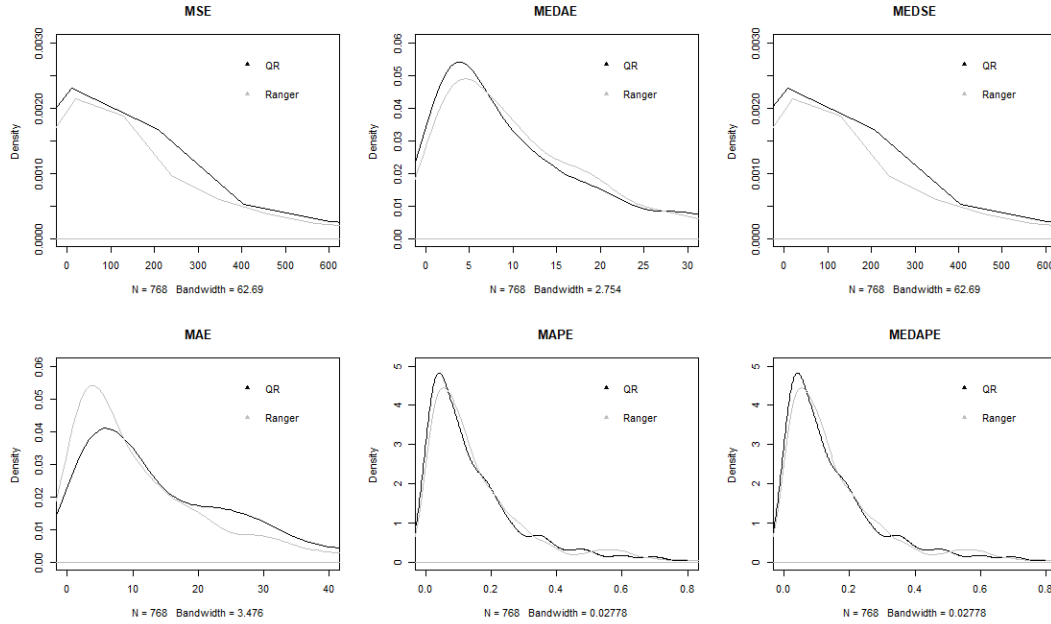 MSE
MEDAE
MEDSE
0.0030
0.0020
0.0010
0.0000
Density
QR
Ranger
0 100 200 300 400 500 600
N = 768 Bandwidth = 62.69
0.06
0.05
0.04
0.03
0.02
0.01
0.00
Density
QR
Ranger
0 5 10 15 20 25 30
N = 768 Bandwidth = 2.754
0.0030
0.0020
0.0010
0.0000
Density
QR
Ranger
0 100 200 300 400 500 600
N = 768 Bandwidth = 62.69
MAE
MAPE
MEDAPE
0.06
0.05
0.04
0.03
0.02
0.01
0.00
Density
QR
Ranger
0 10 20 30 40
N = 768 Bandwidth = 3.476
5
4
3
2
1
0
Density
QR
Ranger
0.0 0.2 0.4 0.6 0.8
N = 768 Bandwidth = 0.02778
5
4
3
2
1
0
Density
QR
Ranger
0.0 0.2 0.4 0.6 0.8
N = 768 Bandwidth = 0.02778